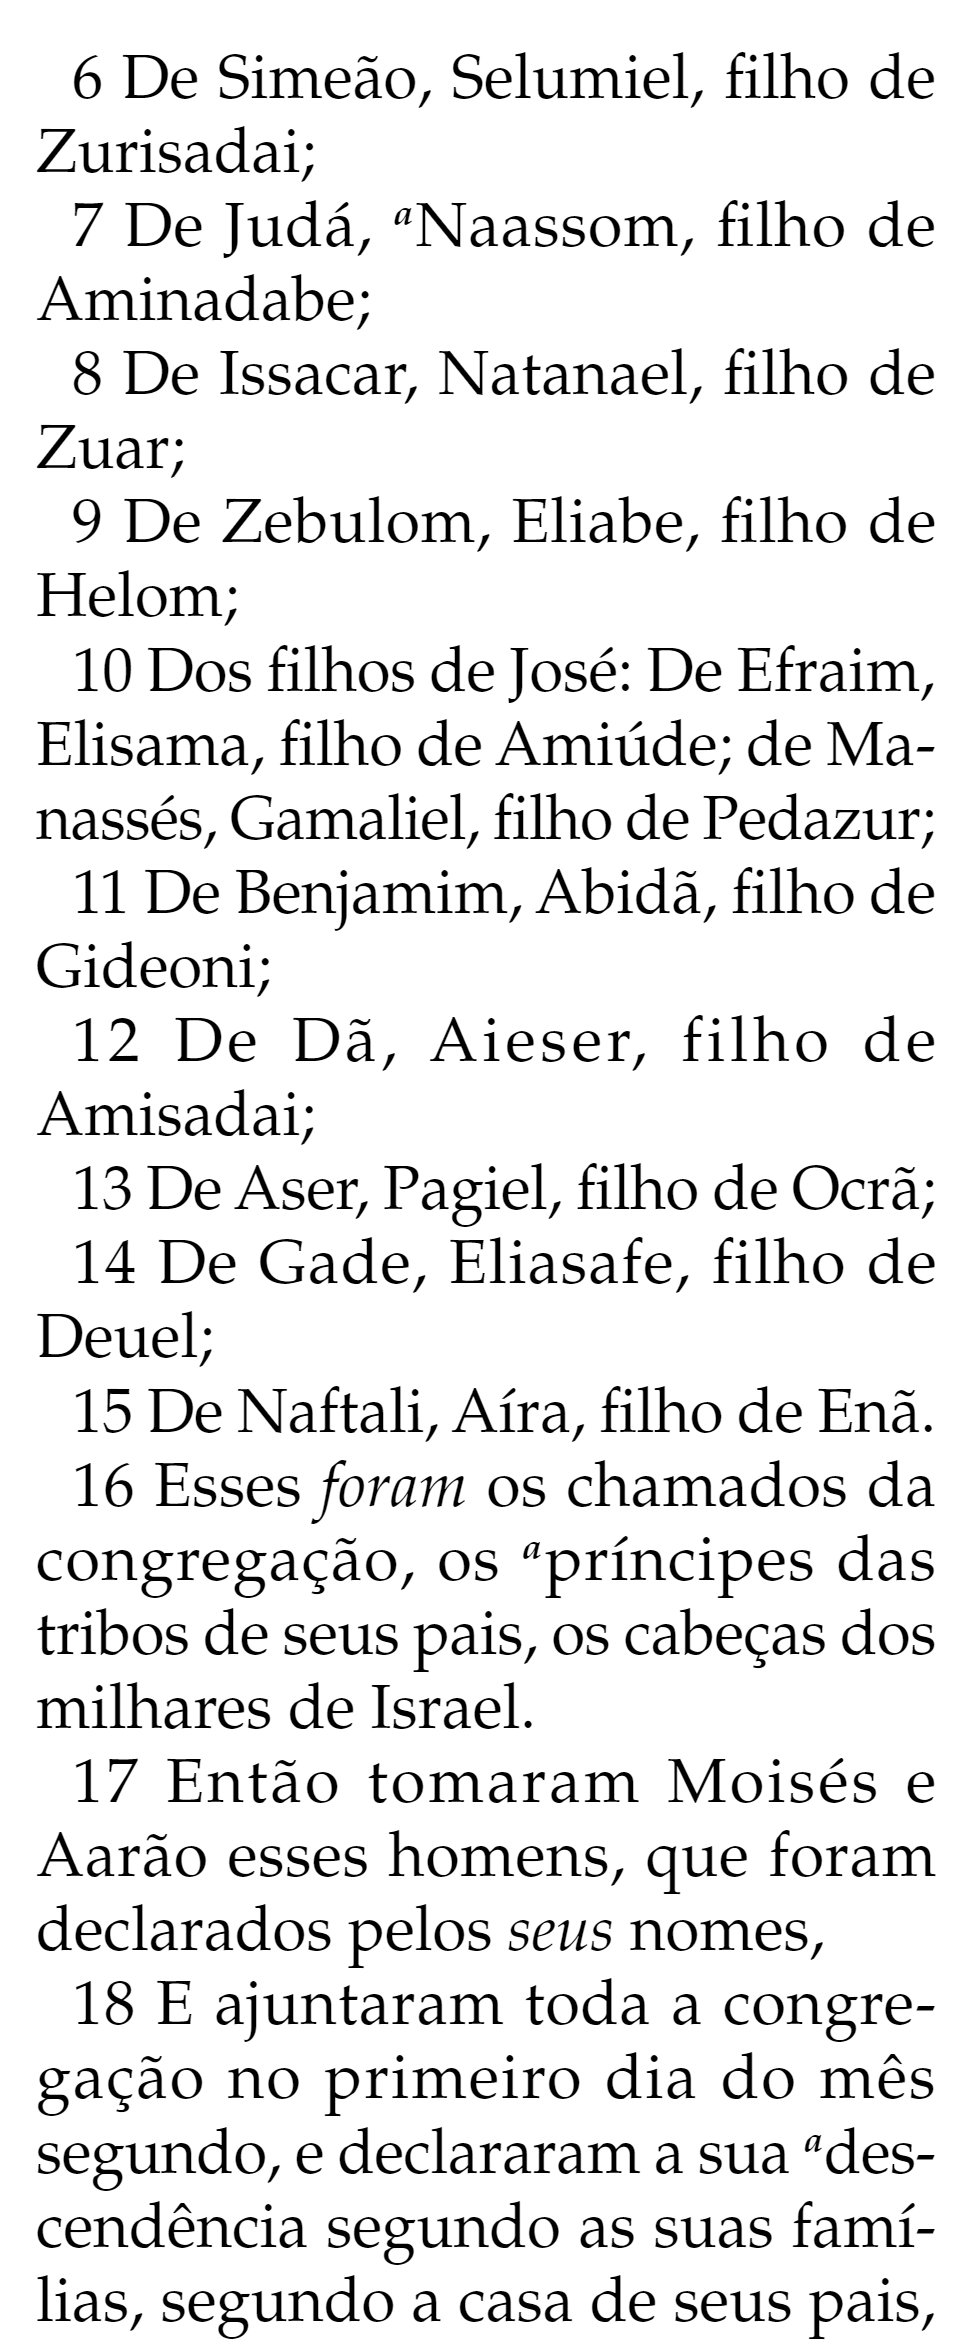 6 De Simeão, Selumiel, filho de
Zurisadai;
7 De Judá, ᵃNaassom, filho de
Aminadabe;
8 De Issacar, Natanael, filho de
Zuar;
9 De Zebulom, Eliabe, filho de
Helom;
10 Dos filhos de José: De Efraim,
Elisama, filho de Amiúde; de Ma-
nassés, Gamaliel, filho de Pedazur;
11 De Benjamim, Abidã, filho de
Gideoni;
12 De Dã, Aieser, filho de
Amisadai;
13 De Aser, Pagiel, filho de Ocrã;
14 De Gade, Eliasafe, filho de
Deuel;
15 De Naftali, Aíra, filho de Enã.
16 Esses foram os chamados da
congregação, os ᵃpríncipes das
tribos de seus pais, os cabeças dos
milhares de Israel.
17 Então tomaram Moisés e
Aarão esses homens, que foram
declarados pelos seus nomes,
18 E ajuntaram toda a congre-
gação no primeiro dia do mês
segundo, e declararam a sua ᵃdes-
cendência segundo as suas famí-
lias, segundo a casa de seus pais,